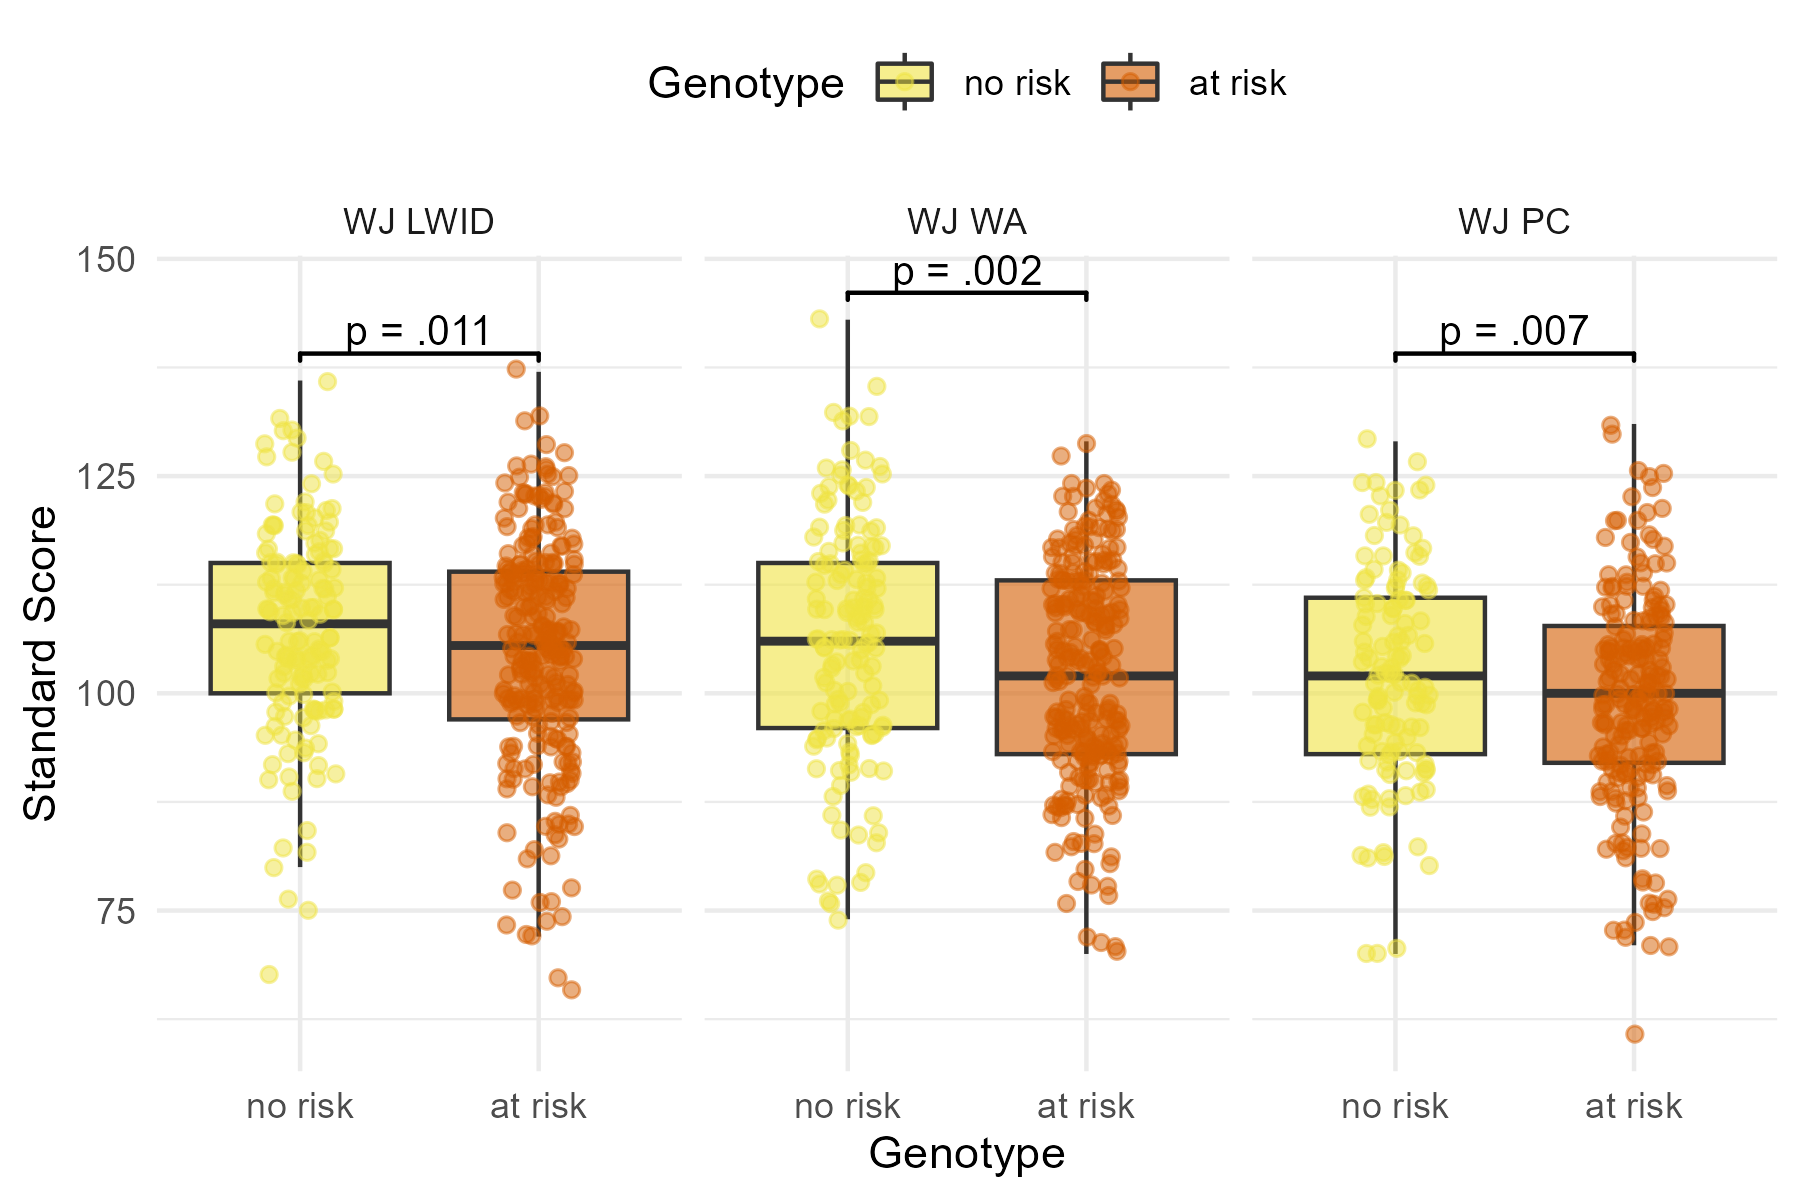 Genotype no risk at risk
WJ LWID WJ WA WJ PC
150
p = .002
p = .011 p = .007
125
100
75
Standard Score
no risk at risk no risk at risk no risk at risk
Genotype